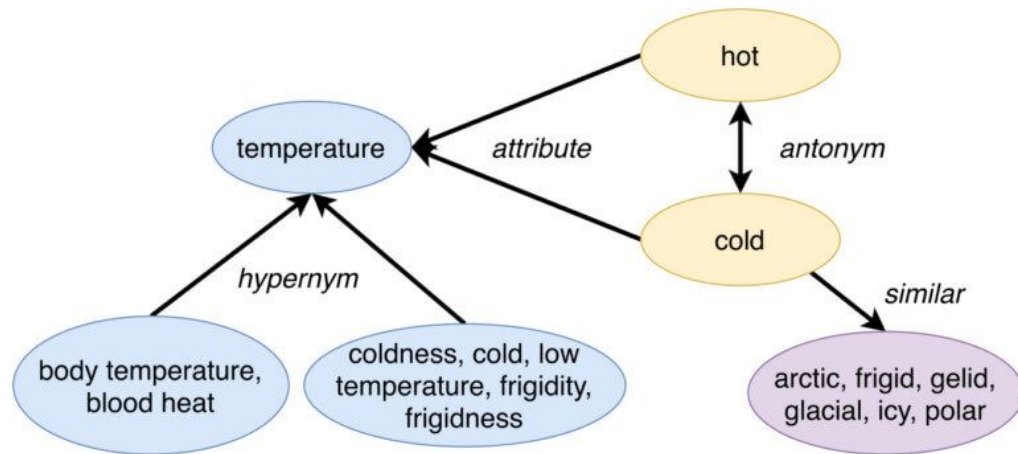 hot
temperature
attribute
antonym
cold
hypernym
similar
body temperature,
blood heat
coldness, cold, low
temperature, frigidity,
frigidness
arctic, frigid, gelid,
glacial, icy, polar